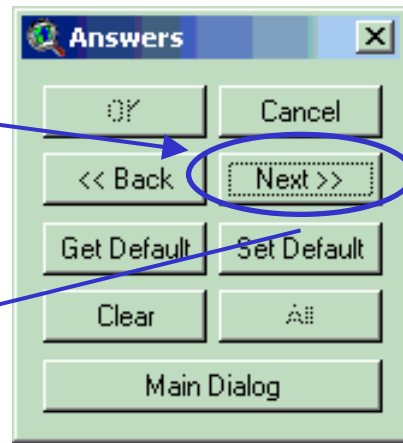 Answers
OK Cancel
<< Back Next >>
Get Default Set Default
Clear All
Main Dialog